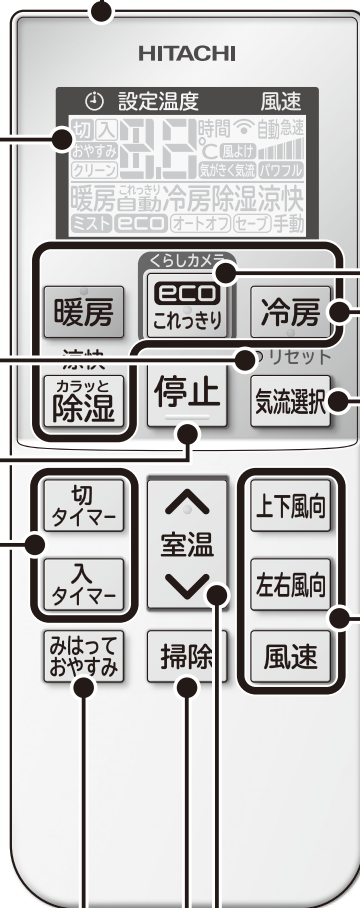 HITACHI
設定温度 風速
切 入 8.8 時間 自動 急速
おやすみ ℃ 風よけ
クリーン 気がきく気流 パワフル
暖房 これっきり自動 冷房 除湿 涼快
ミスト eco オートオフ セーブ 手動
くらしカメラ
暖房 eco これっきり 冷房
涼快 リセット
カラッと除湿 停止 気流選択
切タイマー 室温 上下風向
入タイマー 左右風向
みはっておやすみ 掃除 風速